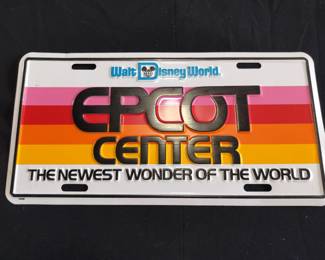 Walt Disney World.
EPCOT
CENTER
THE NEWEST WONDER OF THE WORLD